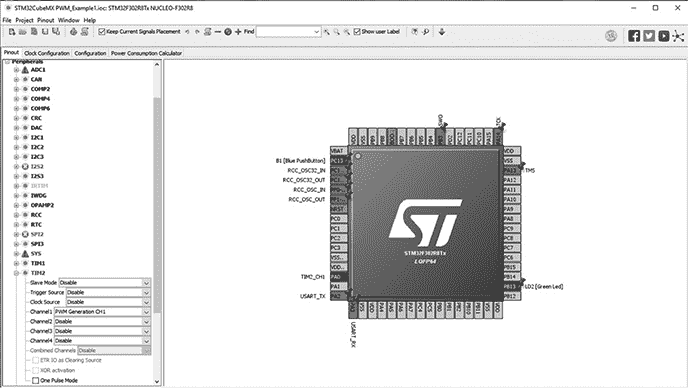 STM32CubeMX PWM_Example1.ioc: STM32F302R8Tx NUCLEO-F302R8
File Project Pinout Window Help
Keep Current Signals Placement
Find
Show user Label
Pinout Clock Configuration Configuration Power Consumption Calculator
Peripherals
ADC1
CAN
COMP2
COMP4
COMP6
CRC
DAC
I2C1
I2C2
I2C3
I2S2
I2S3
IRTIM
IWDG
OPAMP2
RCC
RTC
SPI2
SPI3
SYS
TIM1
TIM2
Slave Mode Disable
Trigger Source Disable
Clock Source Disable
Channel1 PWM Generation CH1
Channel2 Disable
Channel3 Disable
Channel4 Disable
Combined Channels Disable
ETR IO as Clearing Source
XOR activation
One Pulse Mode
VBAT
B1 [Blue PushButton]
RCC_OSC32_IN
RCC_OSC32_OUT
RCC_OSC_IN
RCC_OSC_OUT
NRST
PC0
PC1
PC2
PC3
TIM2_CH1
PA0
PA1
USART_TX
PA2
USART_RX
ST
STM32F302R8Tx
LQFP64
VDD
VSS
PA13
TMS
PA12
PA11
PA10
PA9
PA8
PC9
PC8
PC7
PC6
PB15
PB14
PB13
LD2 [Green Led]
PB12